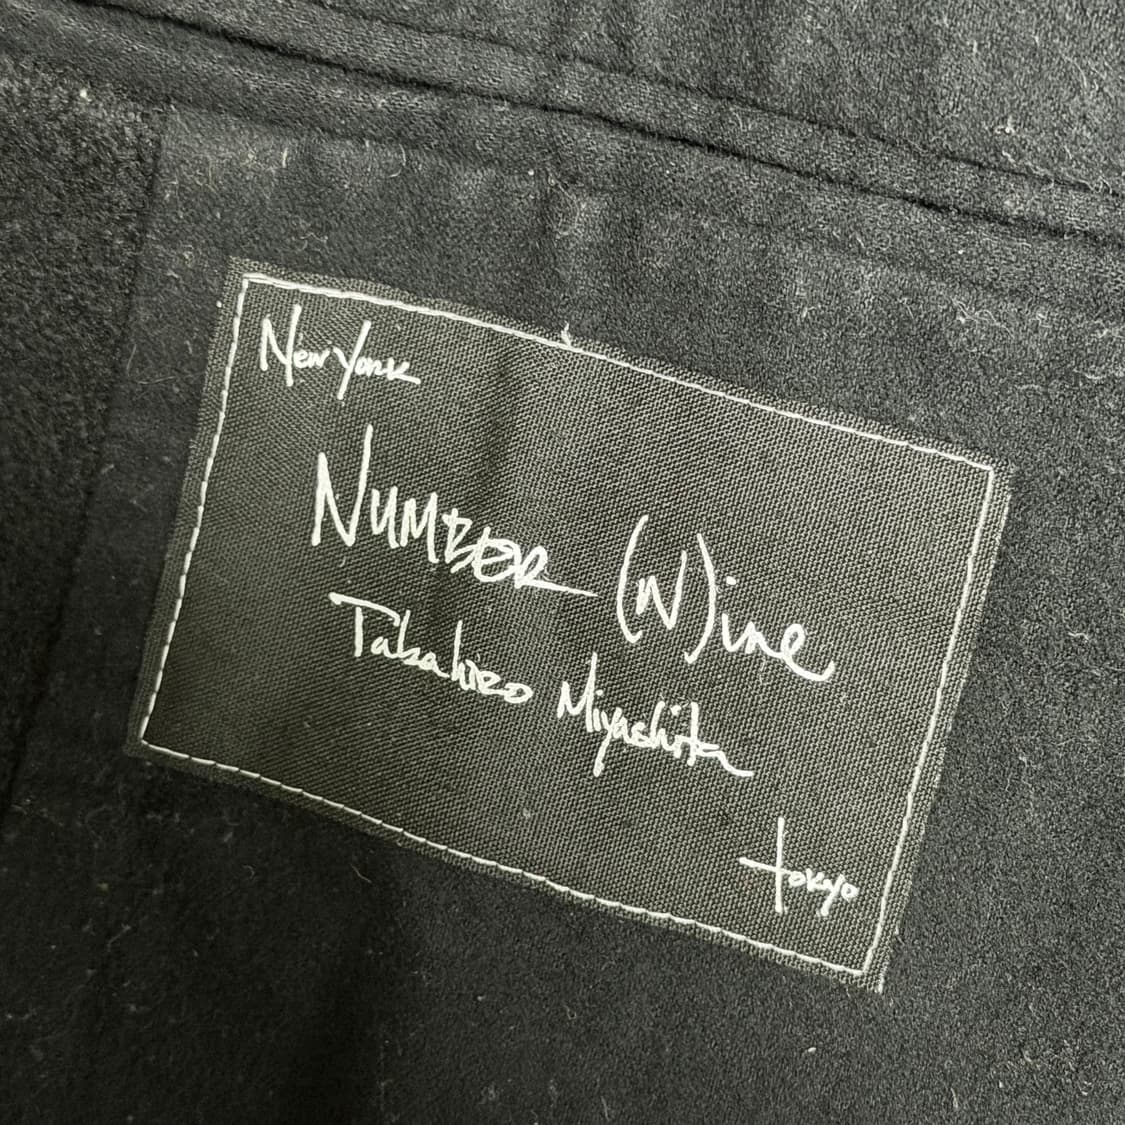 New York
NUMBER (N)ine
Takahiro Miyashita
tokyo